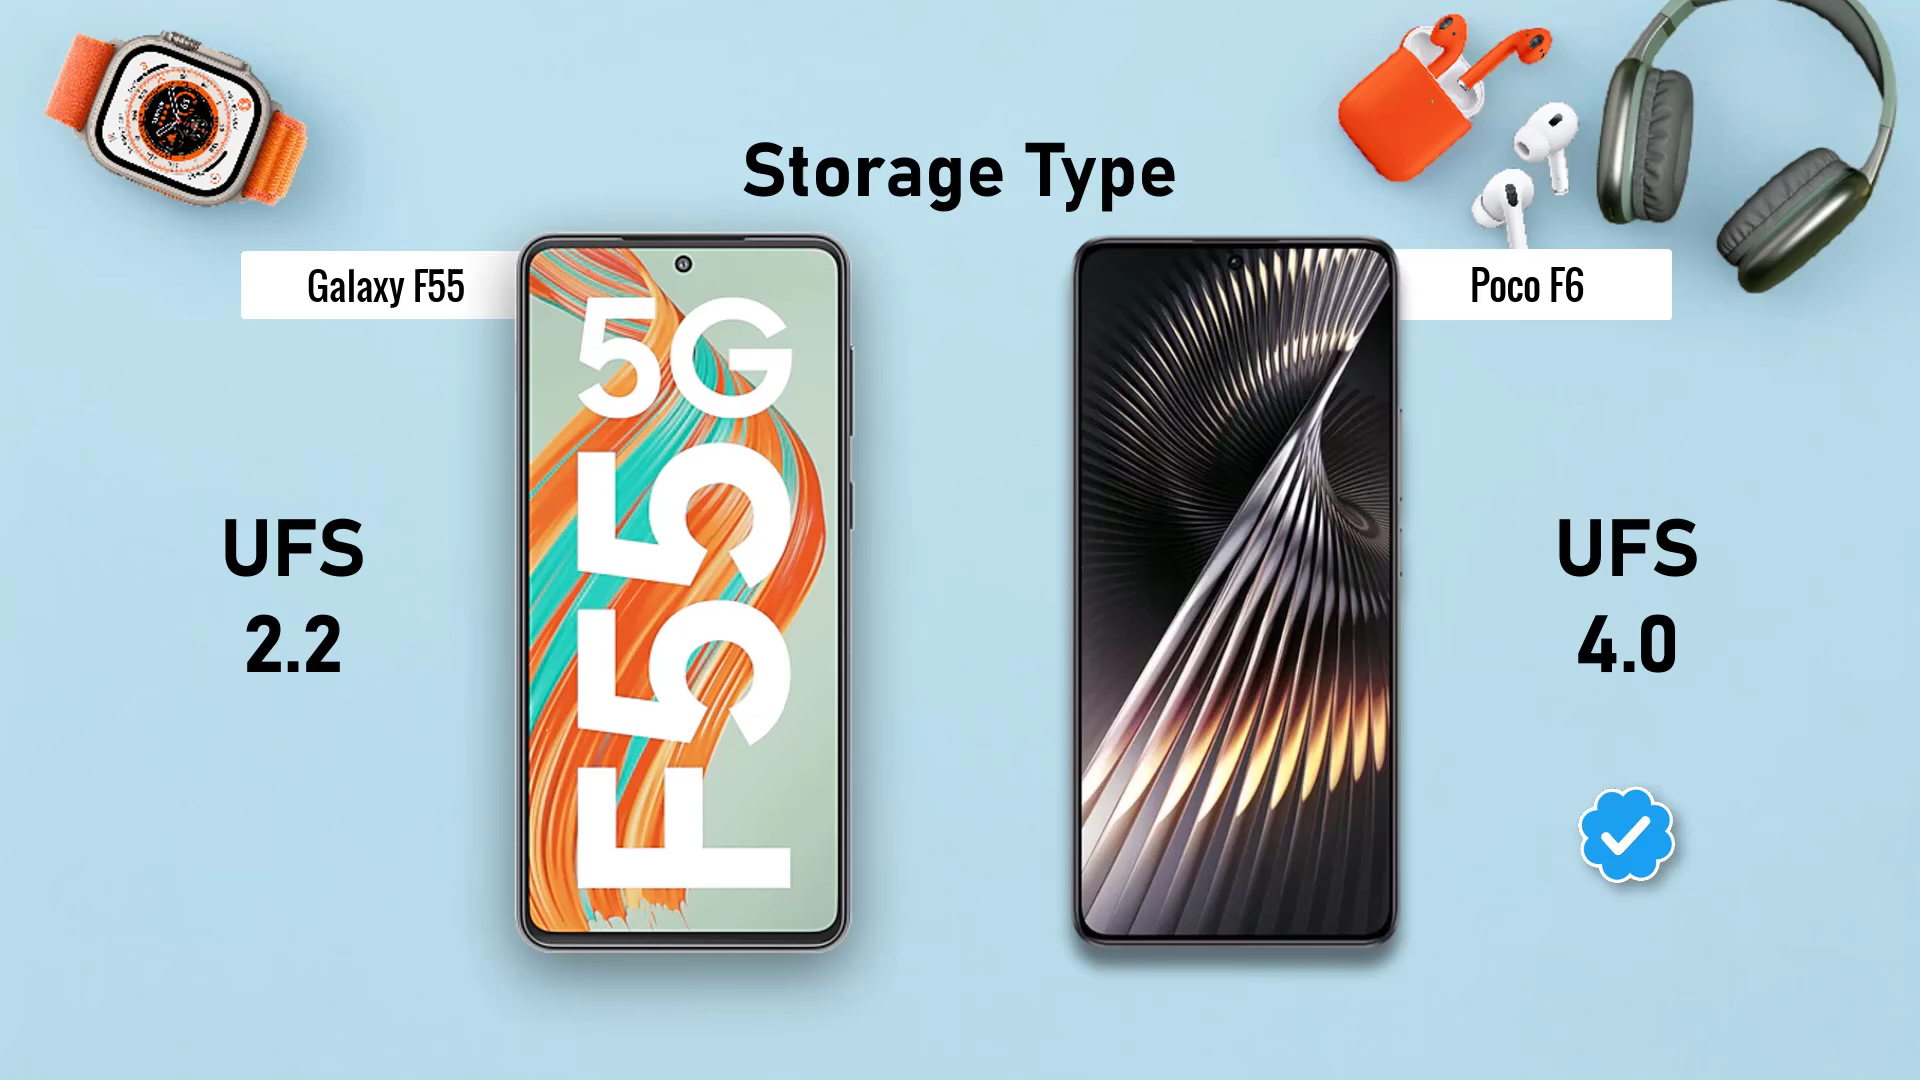 Storage Type
Galaxy F55
Poco F6
5G
F55
UFS
2.2
UFS
4.0